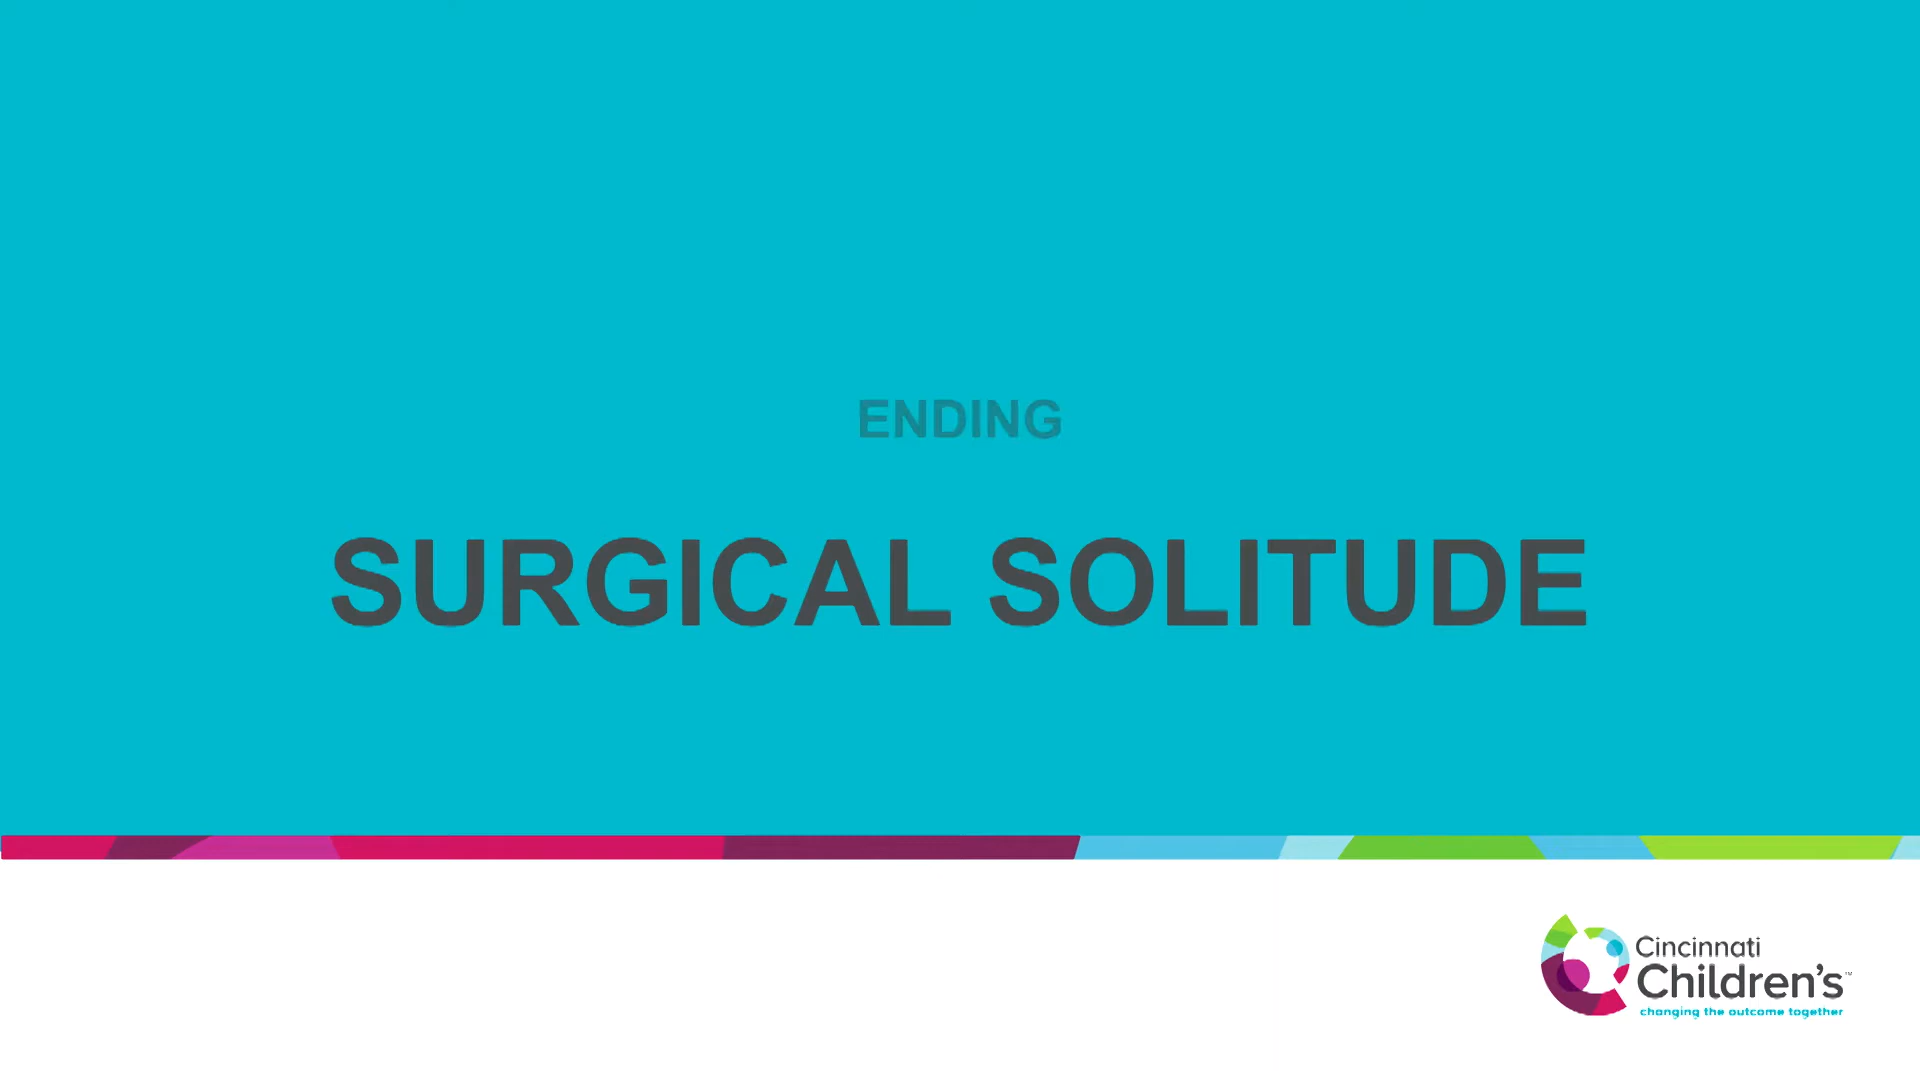 ENDING
SURGICAL SOLITUDE
Cincinnati
Children's™
changing the outcome together